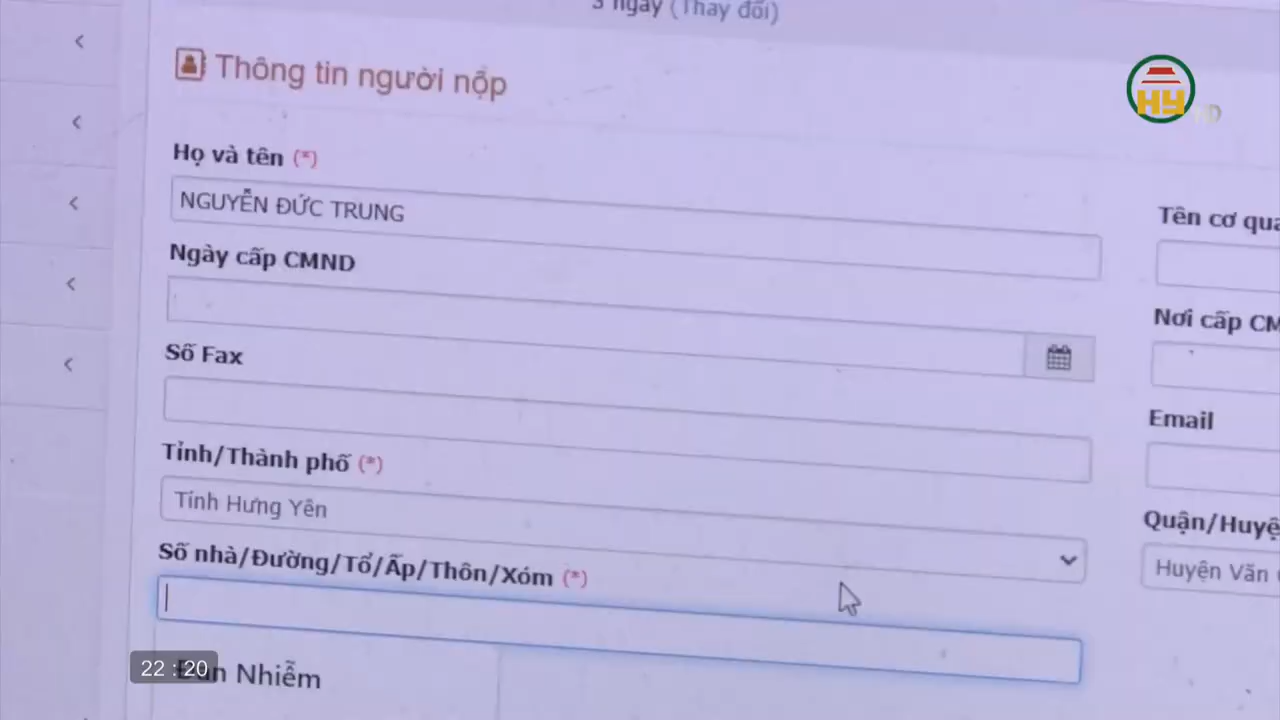 3 ngày (Thay đổi)
Thông tin người nộp
HY
HD
Họ và tên (*)
NGUYỄN ĐỨC TRUNG
Tên cơ qua
Ngày cấp CMND
Nơi cấp CM
Số Fax
Email
Tỉnh/Thành phố (*)
Tỉnh Hưng Yên
Quận/Huyệ
Huyện Văn
Số nhà/Đường/Tổ/Ấp/Thôn/Xóm (*)
22:20
Nhiễm